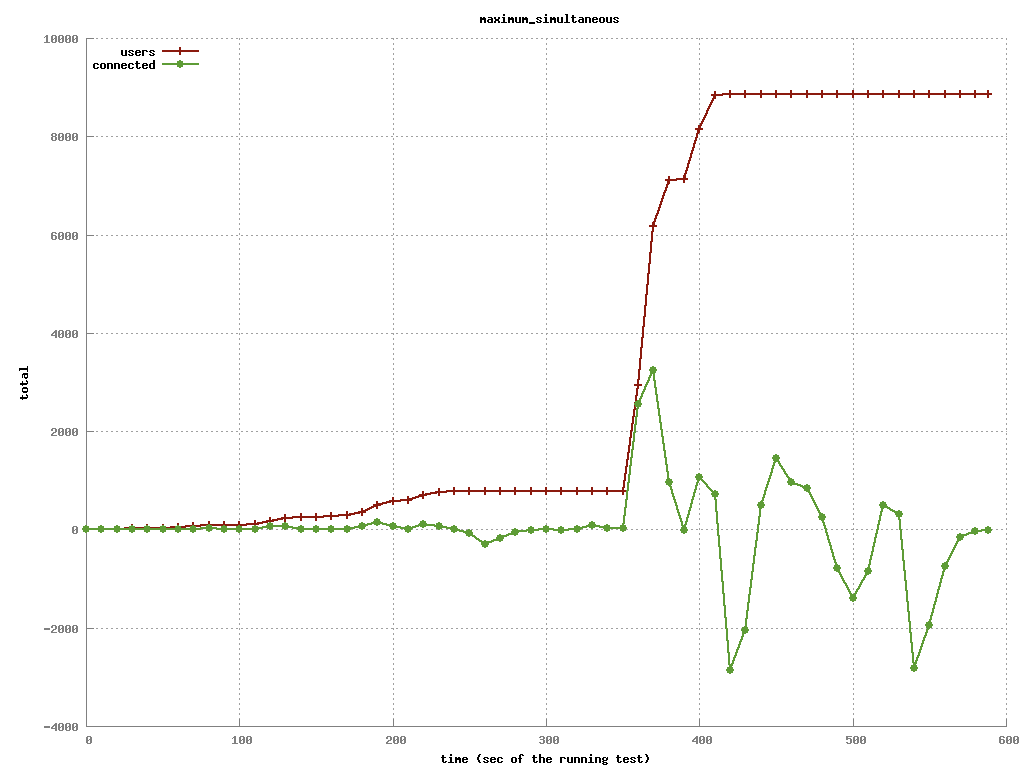 maximum_simultaneous
users
connected
10000
8000
6000
4000
2000
0
-2000
-4000
total
0 100 200 300 400 500 600
time (sec of the running test)